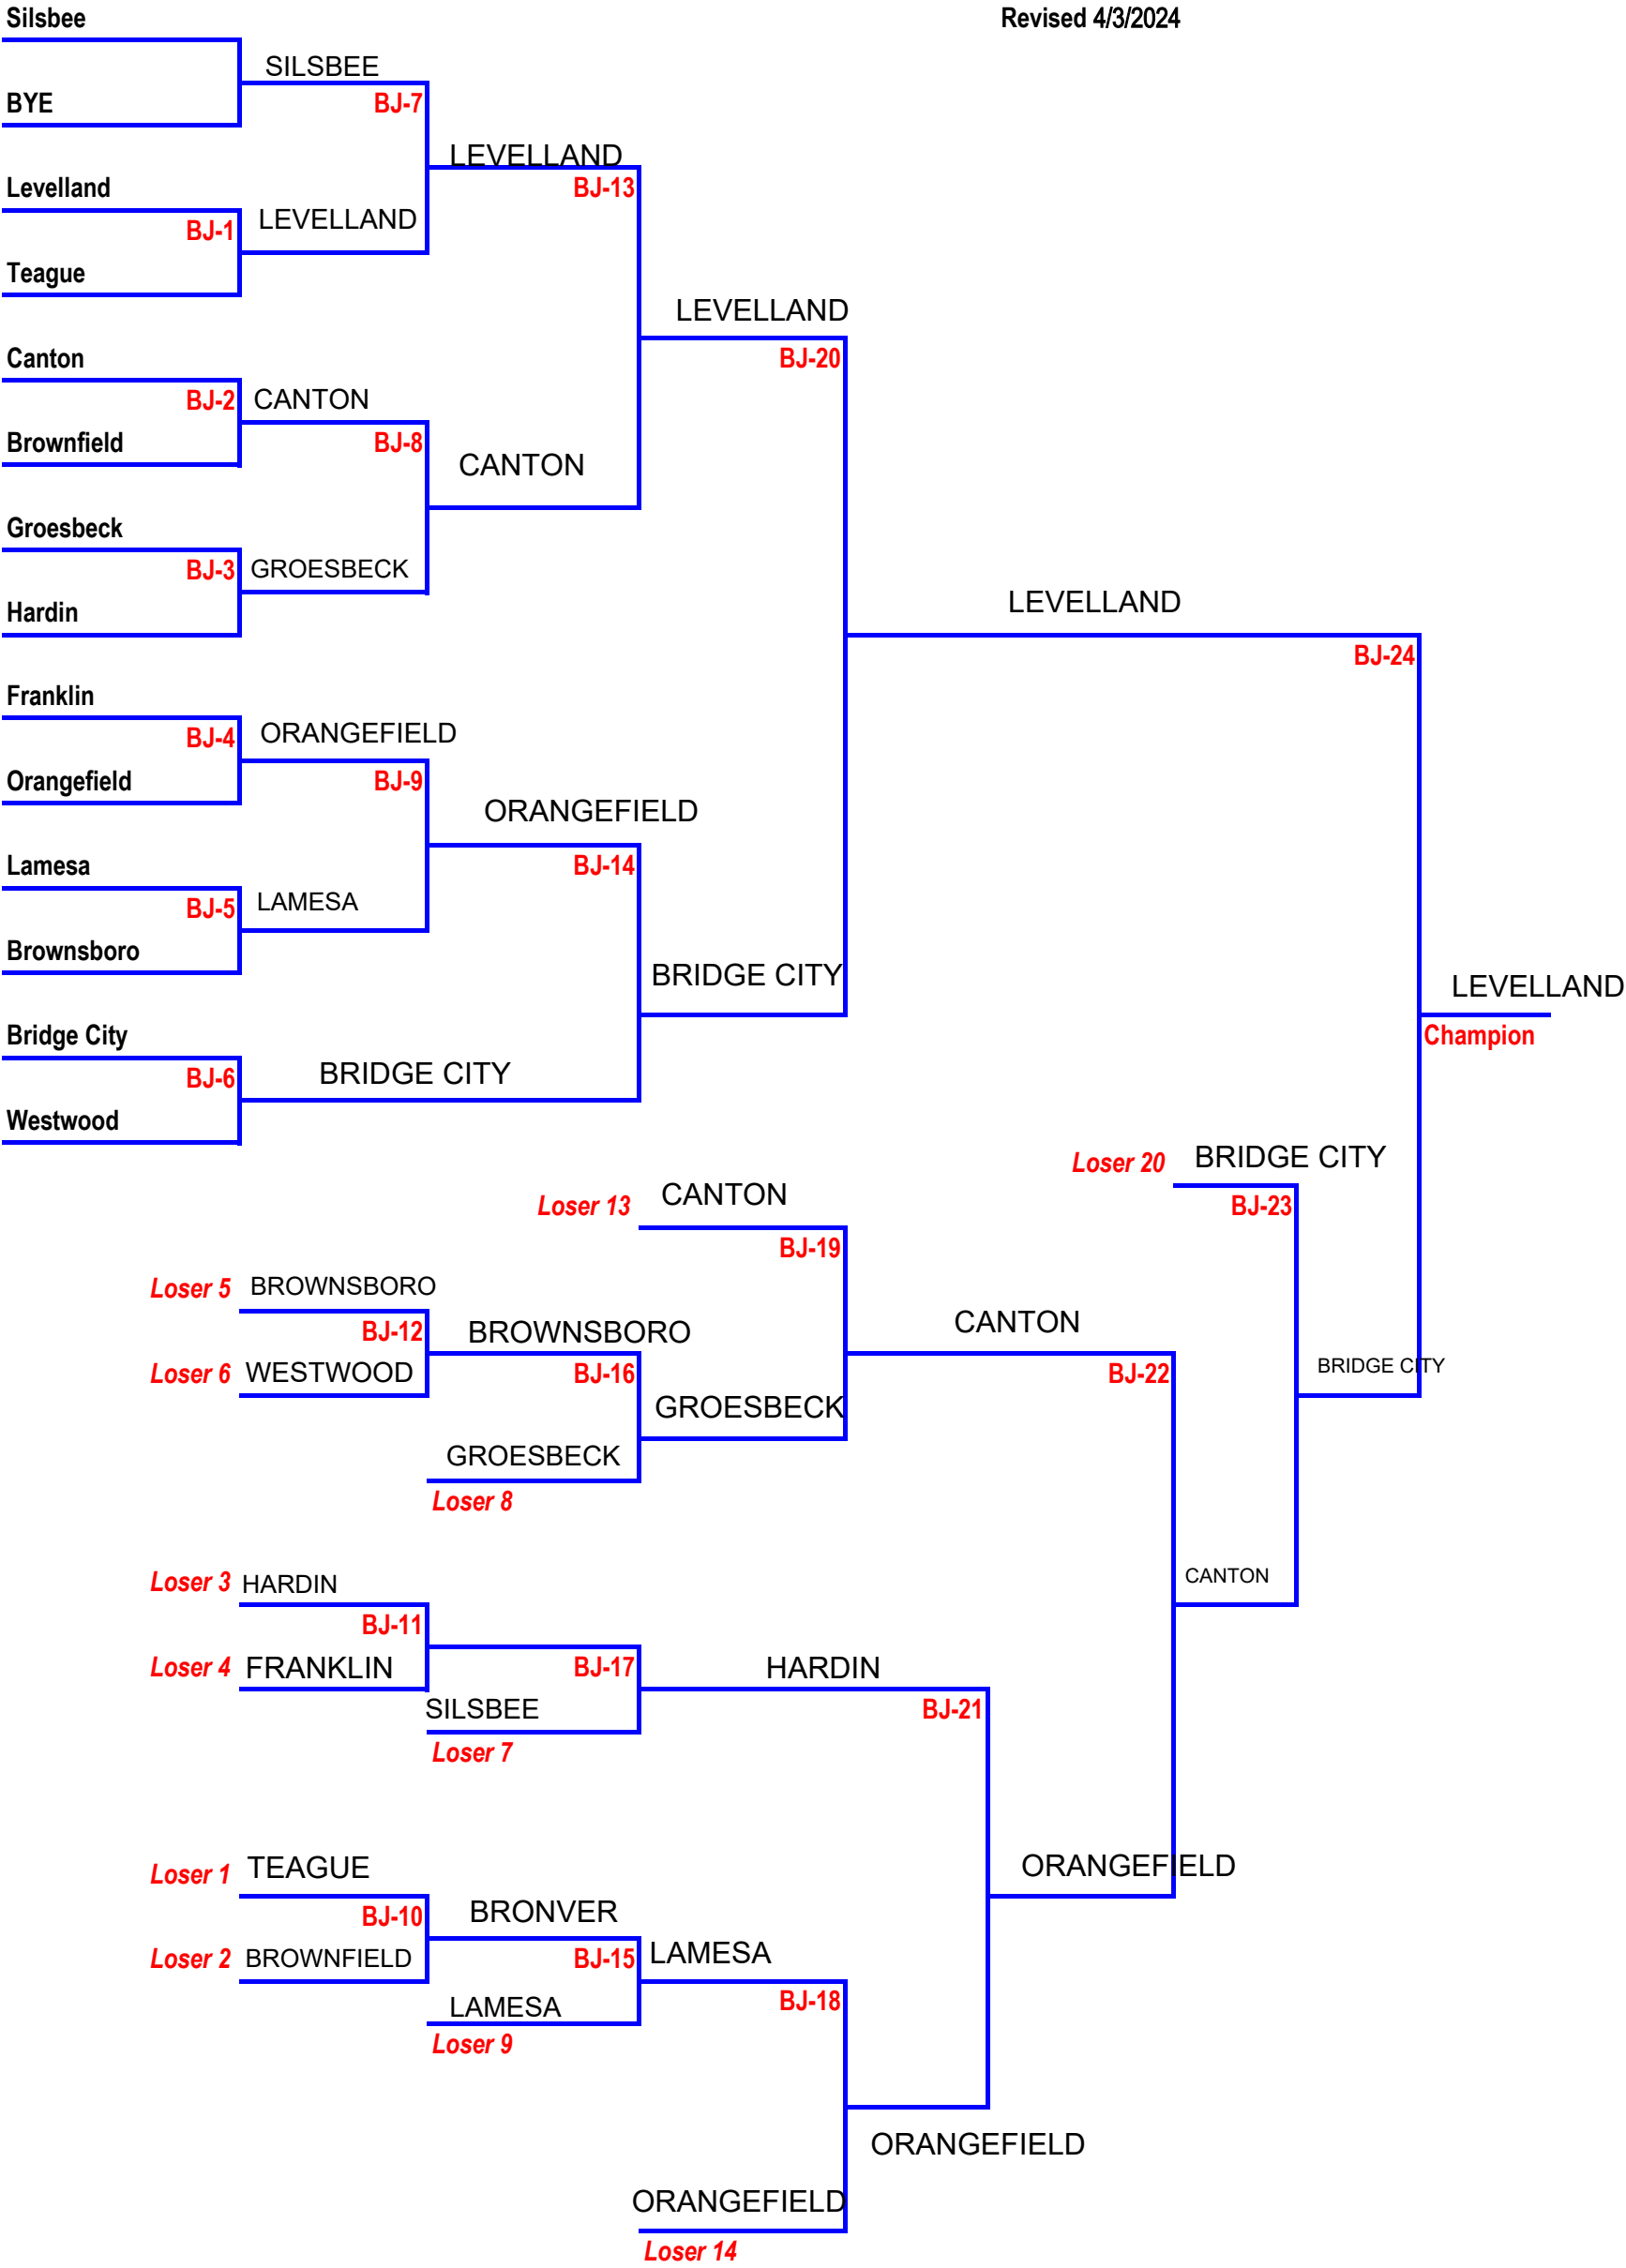 Silsbee
Revised 4/3/2024
SILSBEE
BYE
BJ-7
LEVELLAND
Levelland
BJ-13
BJ-1
LEVELLAND
Teague
LEVELLAND
Canton
BJ-20
BJ-2
CANTON
Brownfield
BJ-8
CANTON
Groesbeck
BJ-3
GROESBECK
Hardin
LEVELLAND
BJ-24
Franklin
BJ-4
ORANGEFIELD
Orangefield
BJ-9
ORANGEFIELD
Lamesa
BJ-14
BJ-5
LAMESA
Brownsboro
BRIDGE CITY
LEVELLAND
Bridge City
Champion
BJ-6
BRIDGE CITY
Westwood
Loser 20
BRIDGE CITY
Loser 13
CANTON
BJ-23
BJ-19
Loser 5
BROWNSBORO
BJ-12
BROWNSBORO
CANTON
Loser 6
WESTWOOD
BJ-16
BJ-22
BRIDGE CITY
GROESBECK
GROESBECK
Loser 8
Loser 3
HARDIN
CANTON
BJ-11
Loser 4
FRANKLIN
BJ-17
HARDIN
SILSBEE
BJ-21
Loser 7
Loser 1
TEAGUE
ORANGEFIELD
BJ-10
BRONVER
Loser 2
BROWNFIELD
BJ-15
LAMESA
LAMESA
BJ-18
Loser 9
ORANGEFIELD
ORANGEFIELD
Loser 14